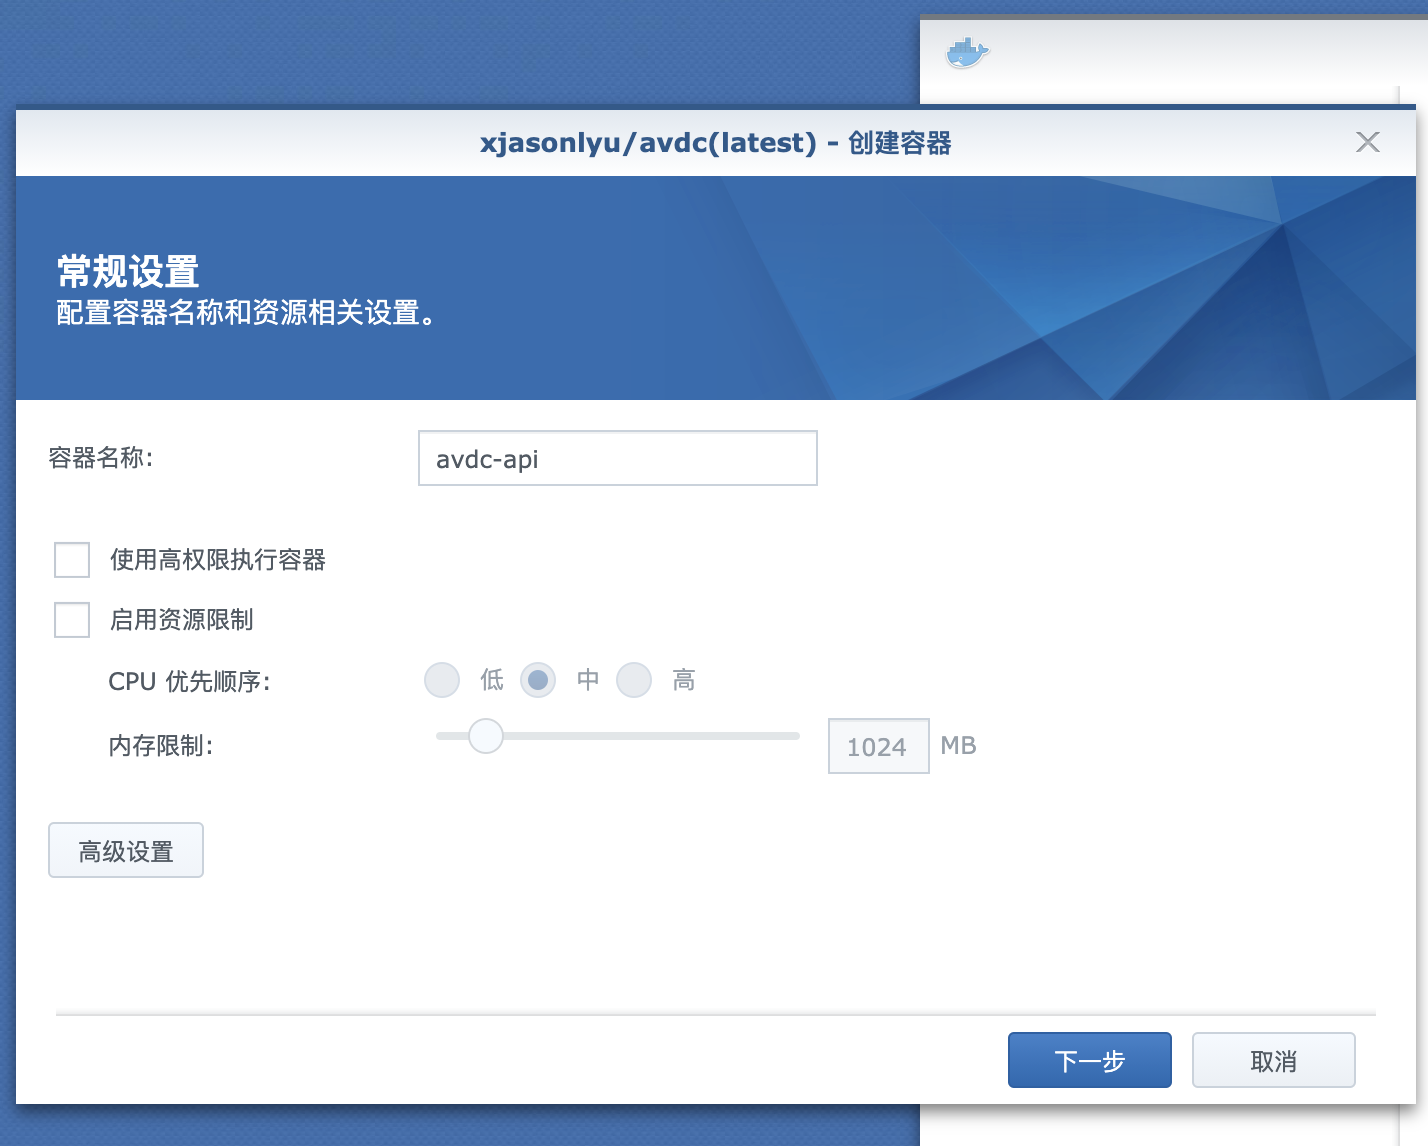 xjasonlyu/avdc(latest) - 创建容器
常规设置
配置容器名称和资源相关设置。
容器名称:
avdc-api
使用高权限执行容器
启用资源限制
CPU 优先顺序: 低 中 高
内存限制: 1024 MB
高级设置
下一步 取消